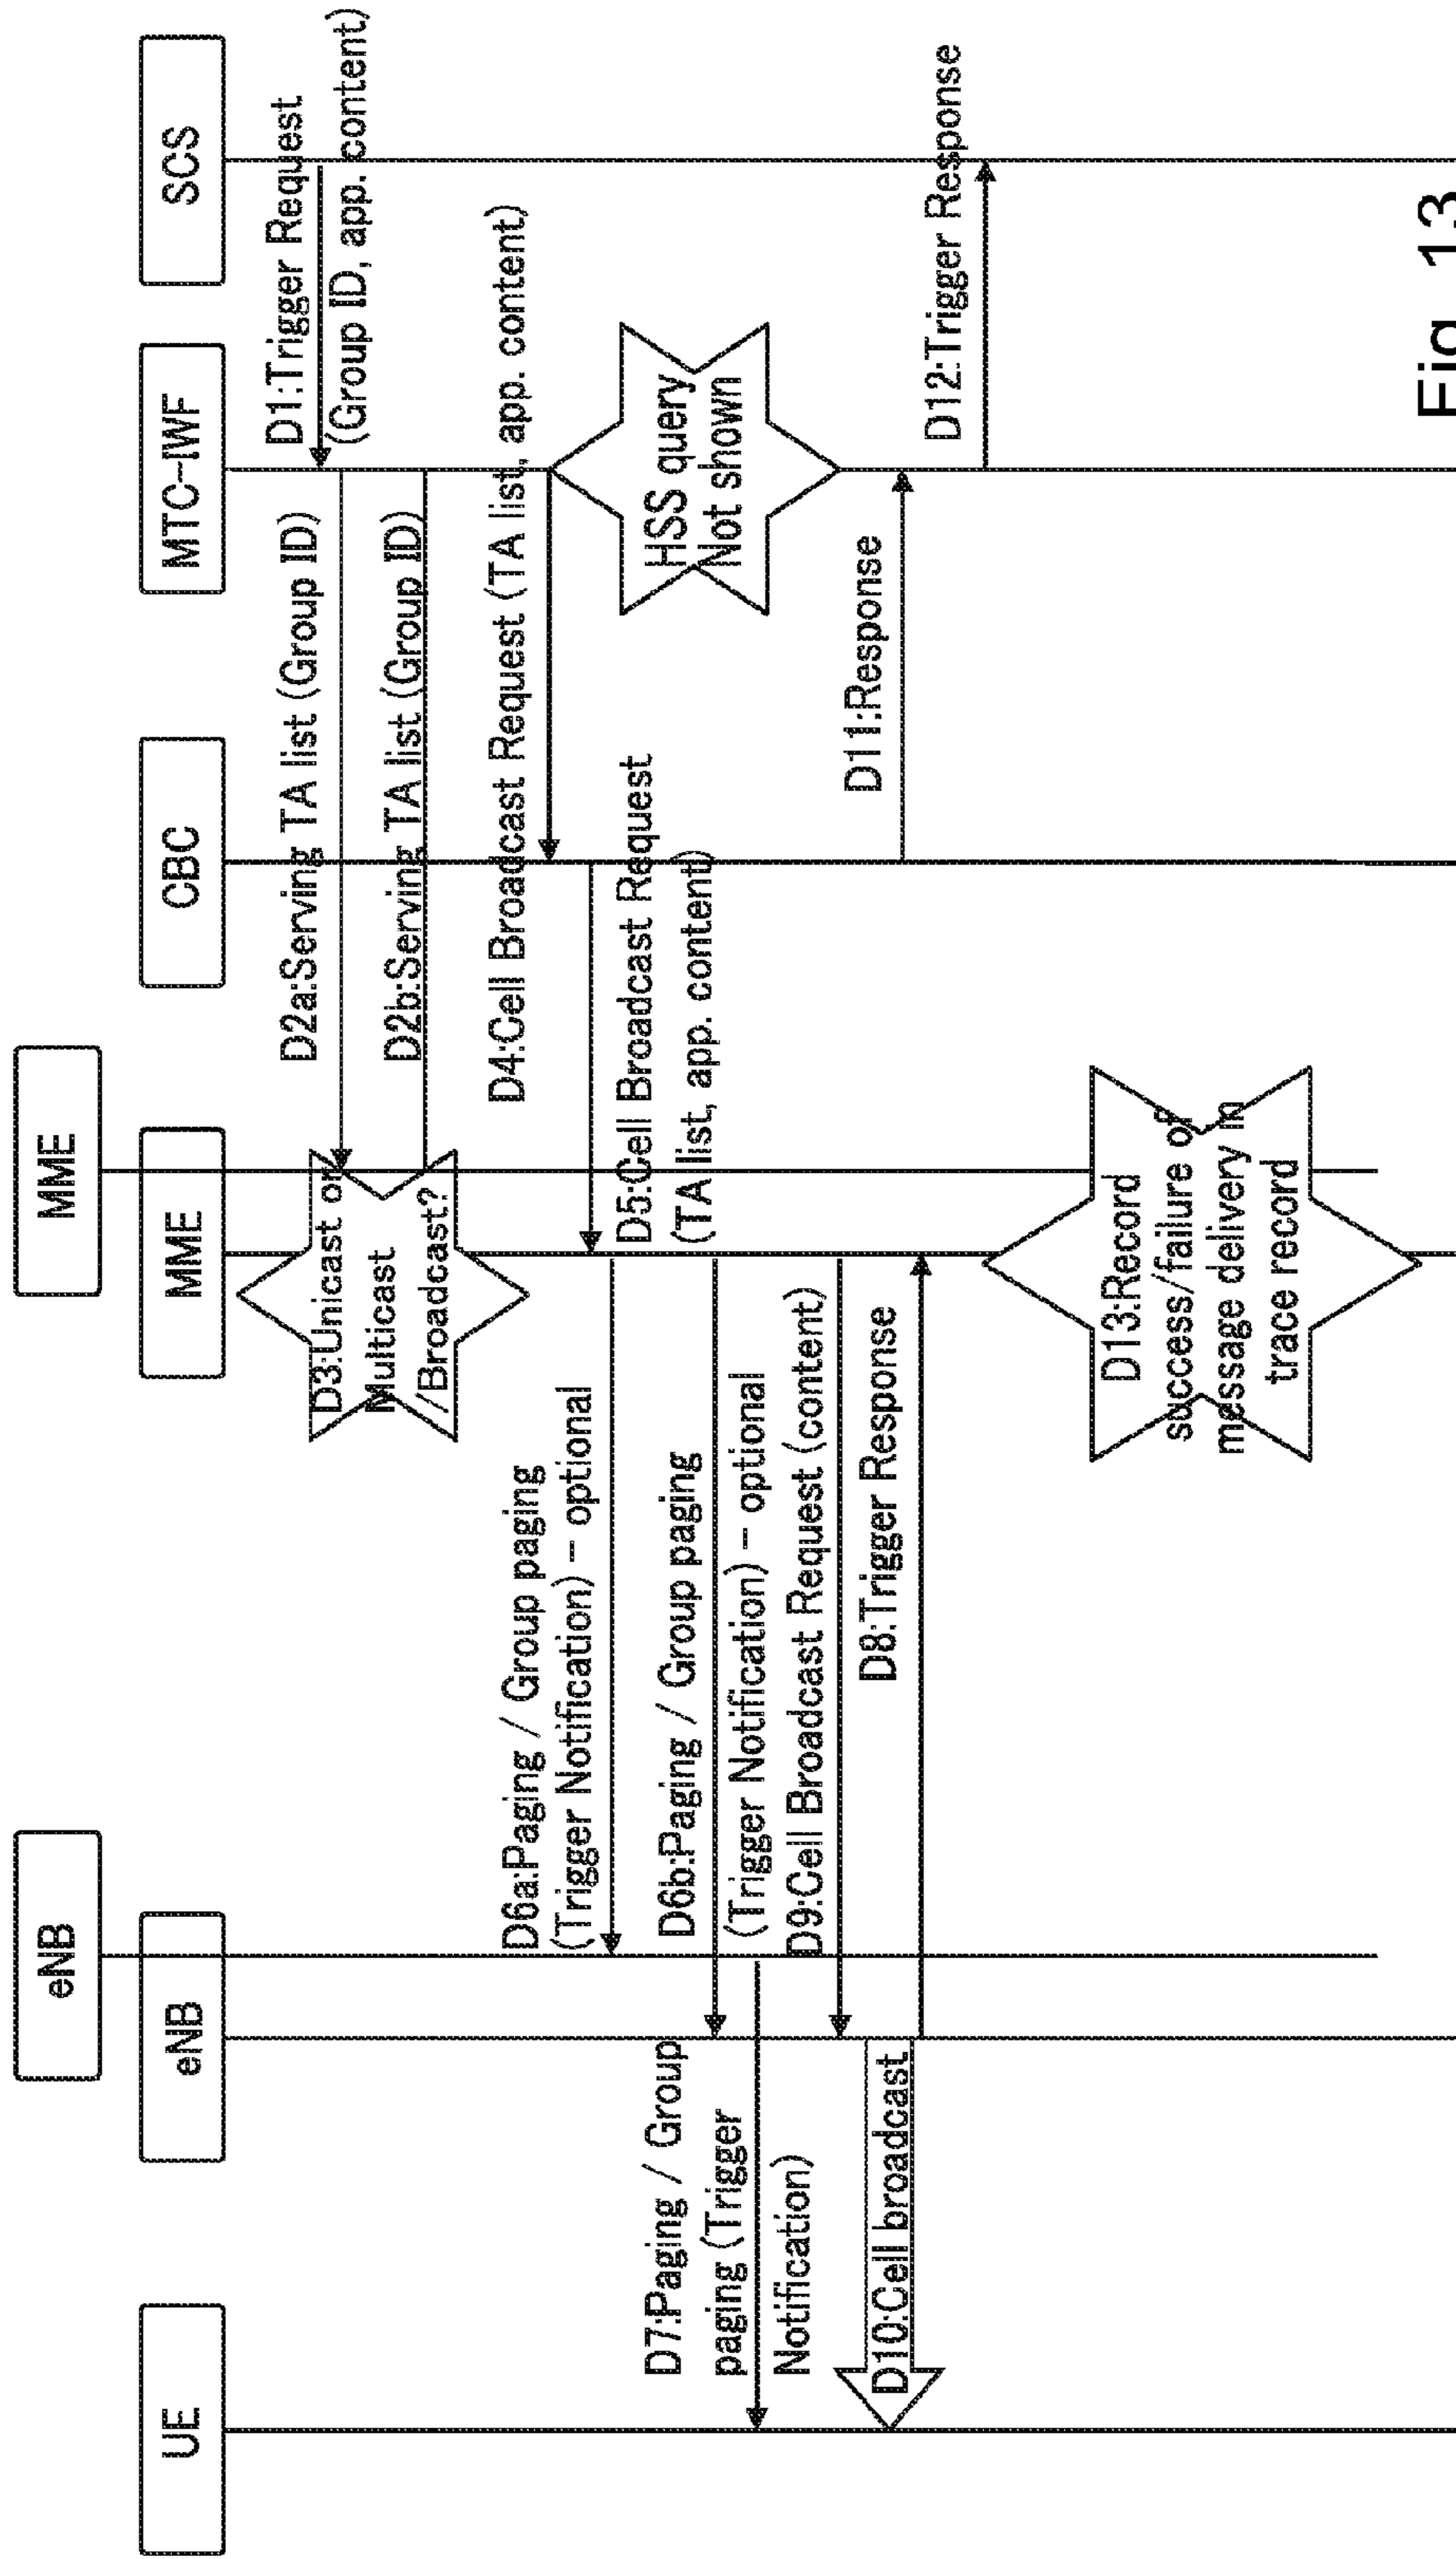 MME
eNB
SCS
MTC-IWF
CBC
MME
eNB
UE
D1:Trigger Request
(Group ID, app. content)
D2a:Serving TA list (Group ID)
D2b:Serving TA list (Group ID)
D3:Unicast or
Multicast
/Broadcast?
D4:Cell Broadcast Request (TA list, app. content)
HSS query
Not shown
D5:Cell Broadcast Request
(TA list, app. content)
D6a:Paging / Group paging
(Trigger Notification) – optional
D6b:Paging / Group paging
(Trigger Notification) – optional
D7:Paging / Group
paging (Trigger
Notification)
D9:Cell Broadcast Request (content)
D8:Trigger Response
D10:Cell broadcast
D11:Response
D12:Trigger Response
D13:Record
success/failure of
message delivery in
trace record
Fig. 13